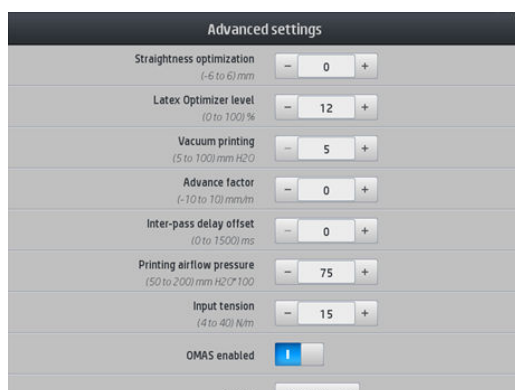 Advanced settings
Straightness optimization
(-6 to 6) mm
- 0 +
Latex Optimizer level
(0 to 100) %
- 12 +
Vacuum printing
(5 to 100) mm H2O
- 5 +
Advance factor
(-10 to 10) mm/m
- 0 +
Inter-pass delay offset
(0 to 1500) ms
- 0 +
Printing airflow pressure
(50 to 200) mm H2O*100
- 75 +
Input tension
(4 to 40) N/m
- 15 +
OMAS enabled
I